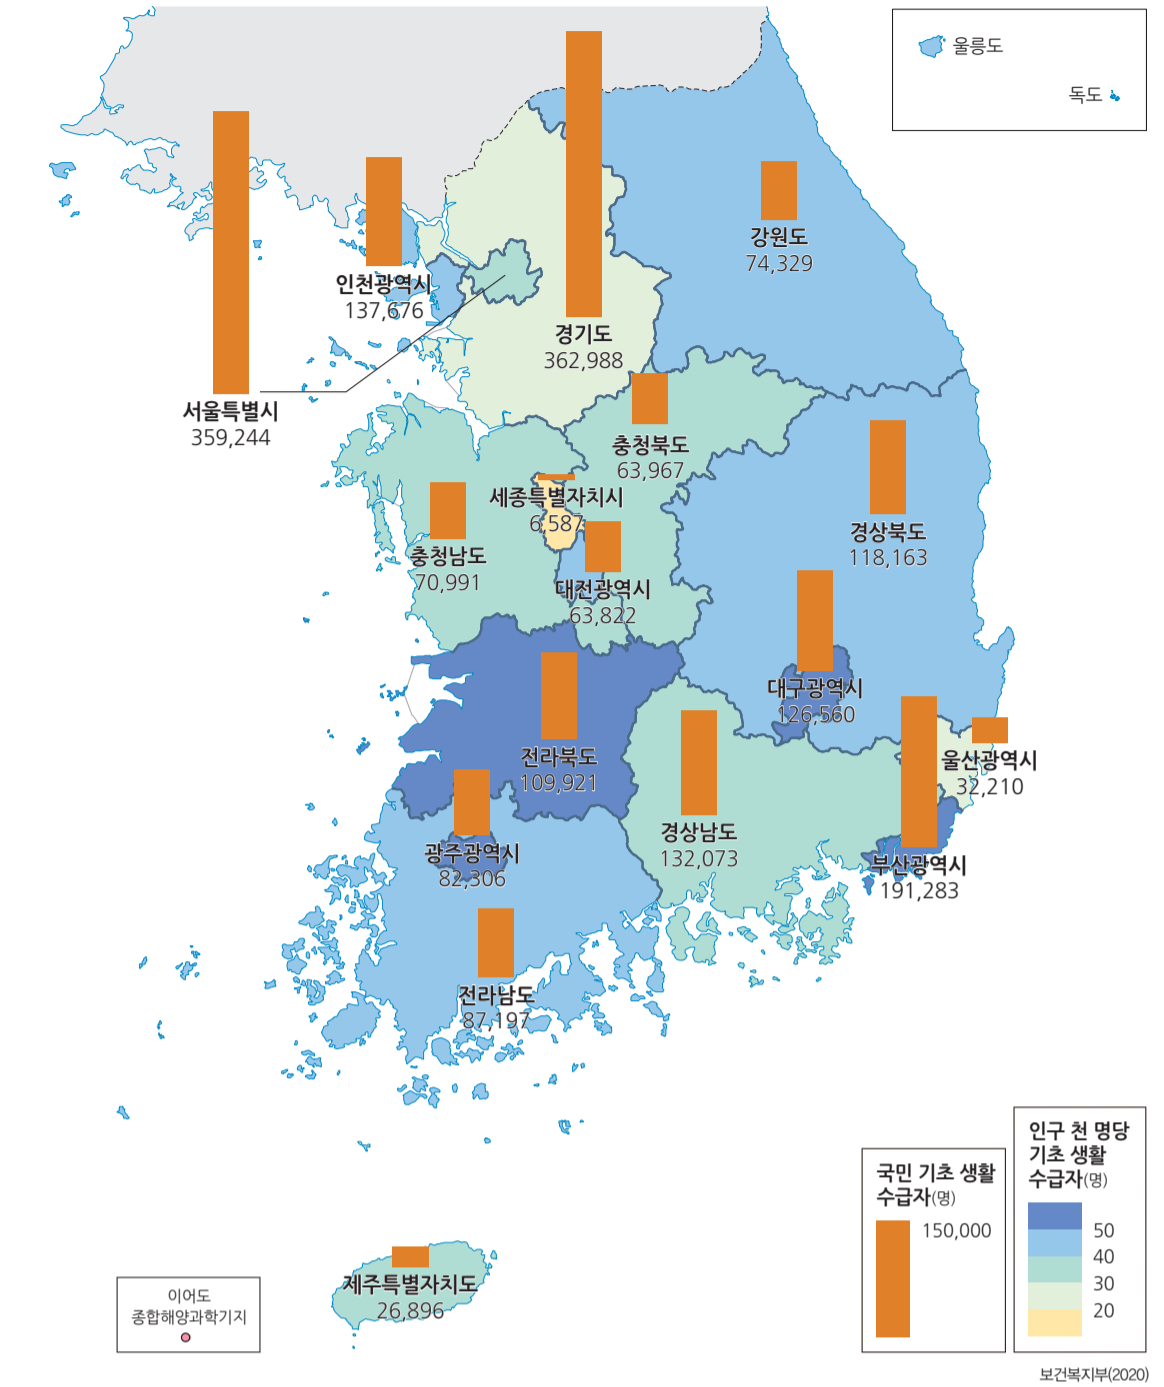 울릉도
독도
강원도
74,329
인천광역시
137,676
경기도
362,988
서울특별시
359,244
충청북도
63,967
세종특별자치시
6,587
경상북도
118,163
충청남도
70,991
대전광역시
63,822
대구광역시
126,560
전라북도
109,921
울산광역시
32,210
경상남도
132,073
광주광역시
82,306
부산광역시
191,283
전라남도
87,197
제주특별자치도
26,896
이어도
종합해양과학기지
국민 기초 생활
수급자(명)
150,000
인구 천 명당
기초 생활
수급자(명)
50
40
30
20
보건복지부(2020)